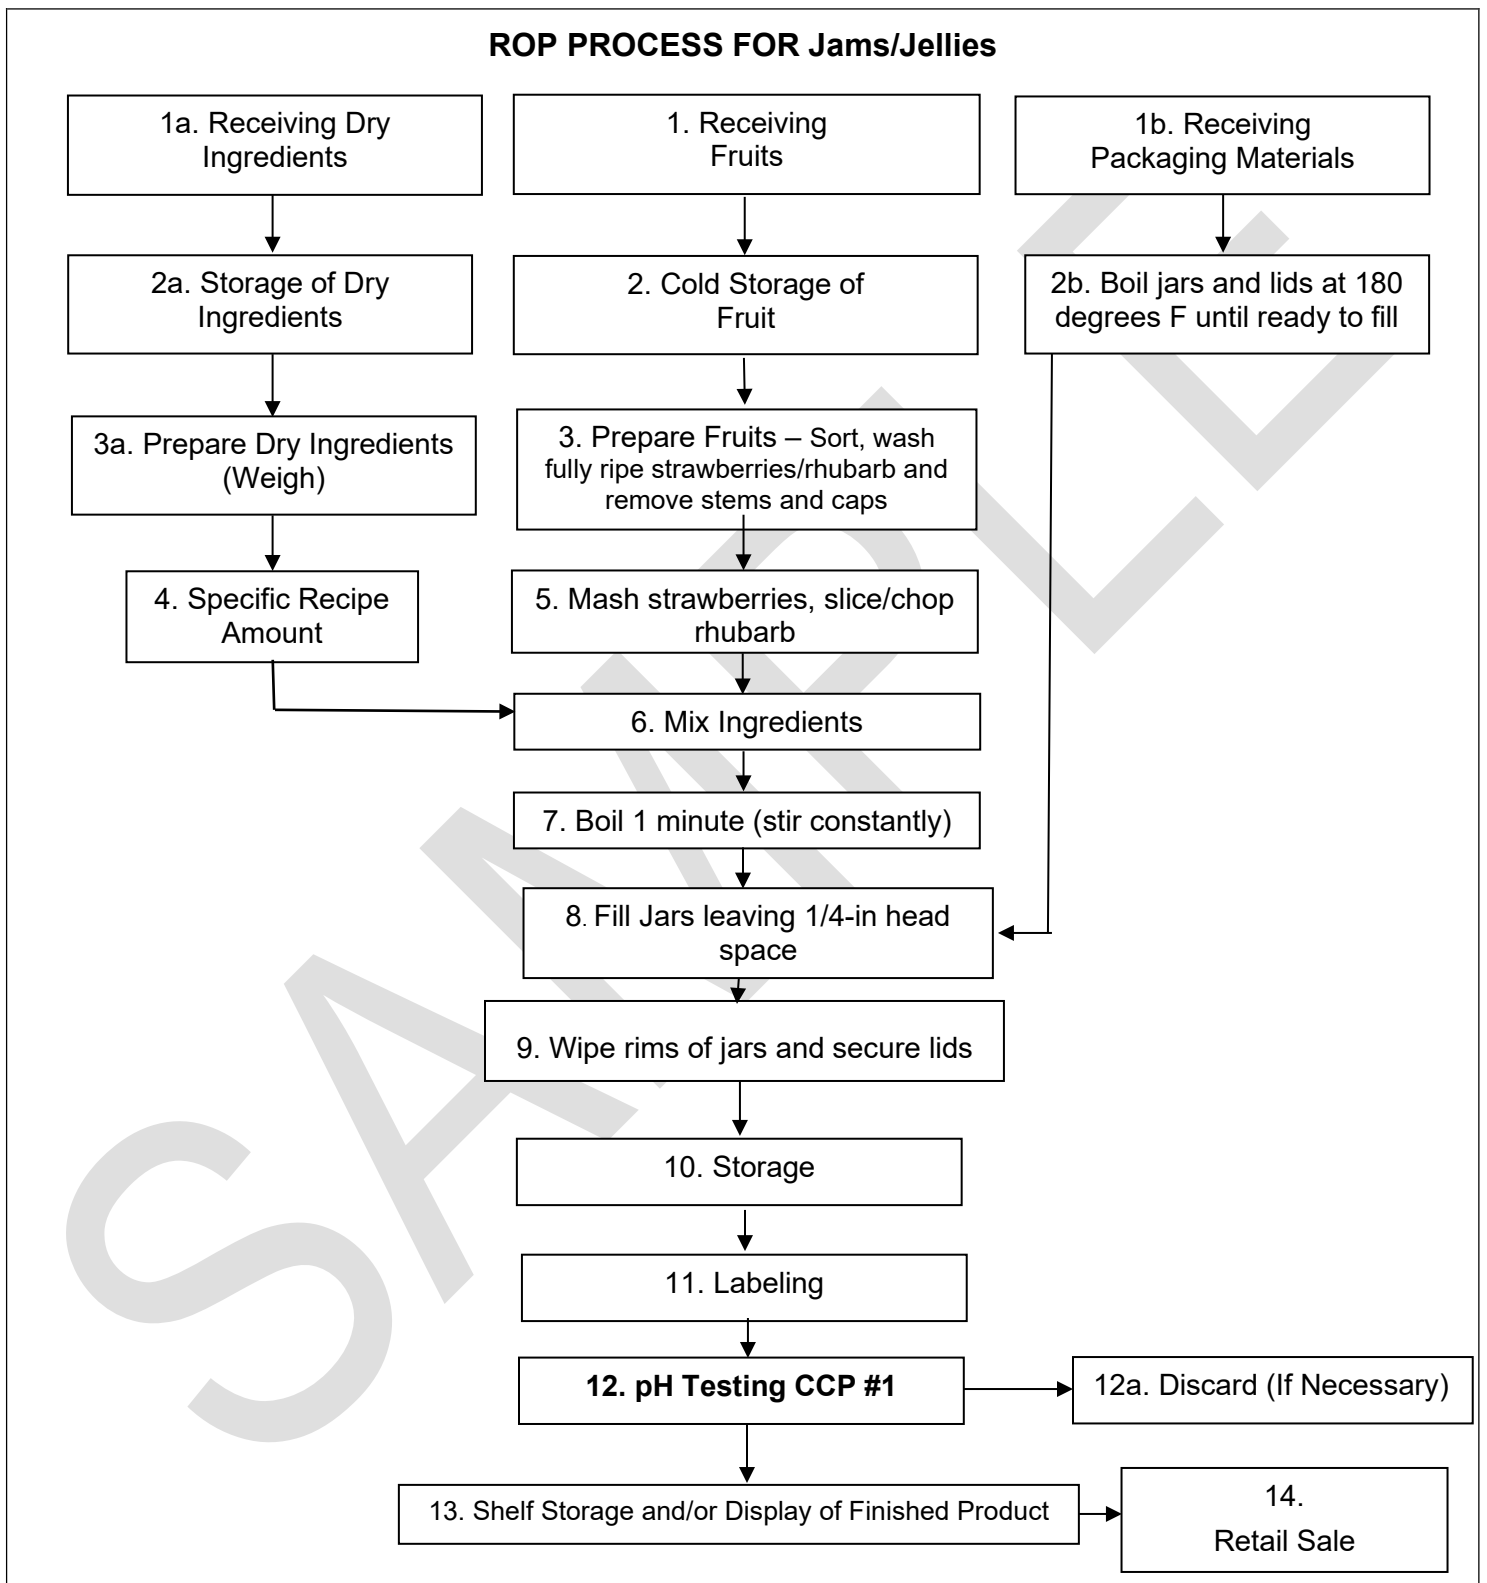 ROP PROCESS FOR Jams/Jellies
1a. Receiving Dry
Ingredients
1. Receiving
Fruits
1b. Receiving
Packaging Materials
2a. Storage of Dry
Ingredients
2. Cold Storage of
Fruit
2b. Boil jars and lids at 180
degrees F until ready to fill
3a. Prepare Dry Ingredients
(Weigh)
3. Prepare Fruits – Sort, wash
fully ripe strawberries/rhubarb and
remove stems and caps
4. Specific Recipe
Amount
5. Mash strawberries, slice/chop
rhubarb
6. Mix Ingredients
7. Boil 1 minute (stir constantly)
8. Fill Jars leaving 1/4-in head
space
9. Wipe rims of jars and secure lids
10. Storage
11. Labeling
12. pH Testing CCP #1
12a. Discard (If Necessary)
13. Shelf Storage and/or Display of Finished Product
14.
Retail Sale
SAMPLE